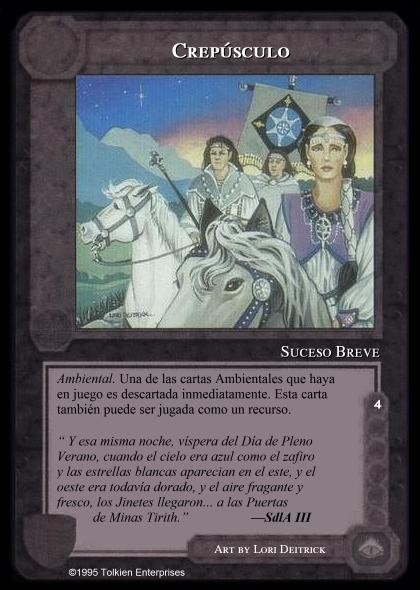 CREPÚSCULO
LORI DEITRICK...
SUCESO BREVE
Ambiental. Una de las cartas Ambientales que haya
en juego es descartada inmediatamente. Esta carta
también puede ser jugada como un recurso.
4
“ Y esa misma noche, víspera del Día de Pleno
Verano, cuando el cielo era azul como el zafiro
y las estrellas blancas aparecian en el este, y el
oeste era todavía dorado, y el aire fragante y
fresco, los Jinetes llegaron... a las Puertas
de Minas Tirith.” —SdlA III
ART BY LORI DEITRICK
©1995 Tolkien Enterprises